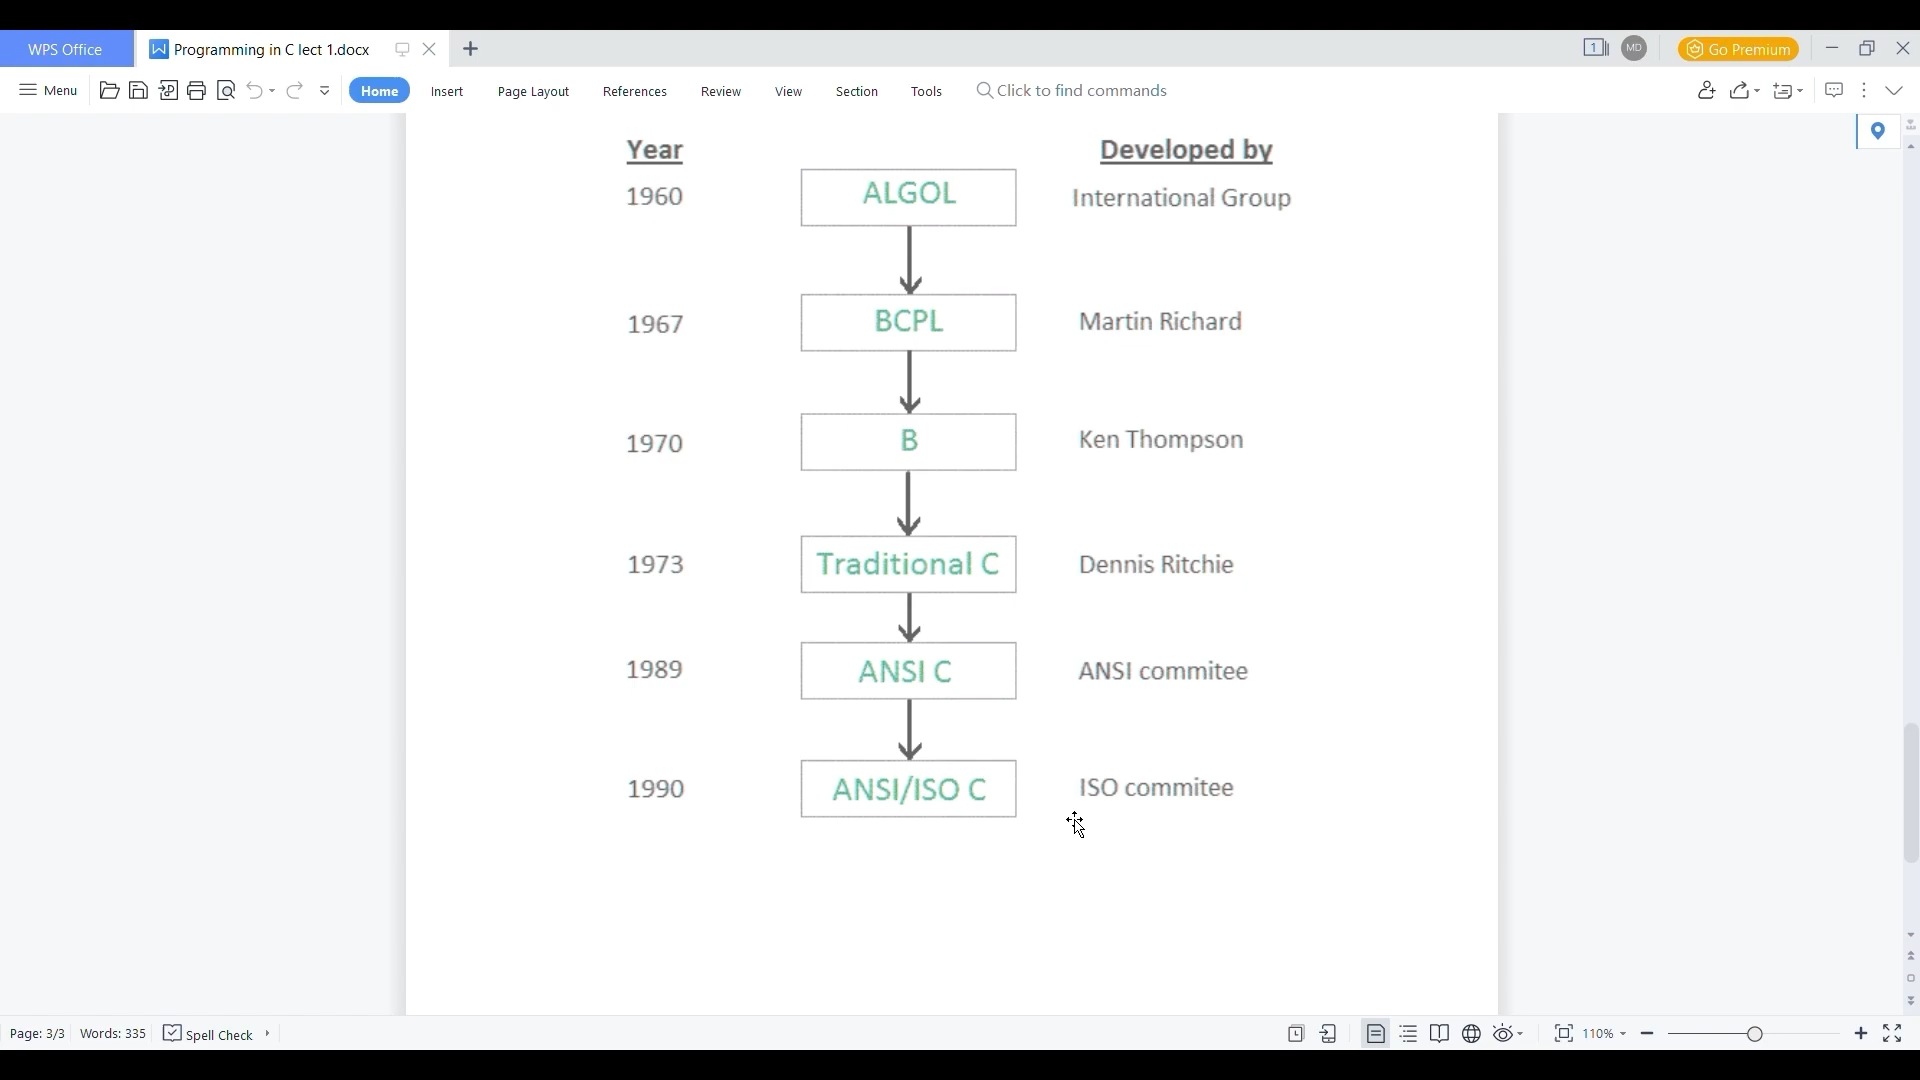 WPS Office
Programming in C lect 1.docx
1
MD
Go Premium
Menu
Home
Insert
Page Layout
References
Review
View
Section
Tools
Click to find commands
Year
Developed by
1960
ALGOL
International Group
1967
BCPL
Martin Richard
1970
B
Ken Thompson
1973
Traditional C
Dennis Ritchie
1989
ANSI C
ANSI commitee
1990
ANSI/ISO C
ISO commitee
Page: 3/3
Words: 335
Spell Check
110%